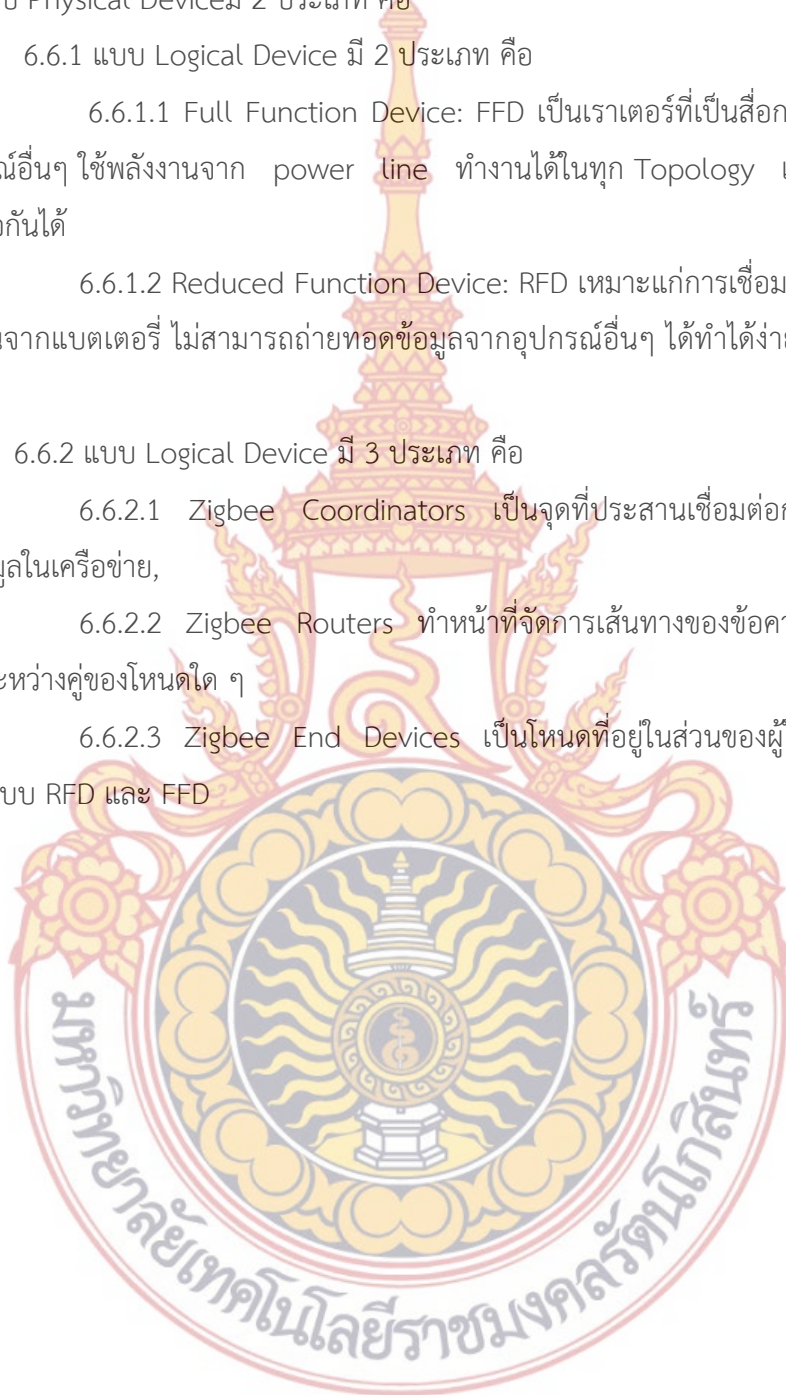 Physical Deviceมี 2 ประเภท คือ
6.6.1 แบบ Logical Device มี 2 ประเภท คือ
6.6.1.1 Full Function Device: FFD เป็นเราเตอร์ที่เป็นสื่อก
ณ์อื่นๆ ใช้พลังงานจาก power line ทำงานได้ในทุก Topology
กันได้
6.6.1.2 Reduced Function Device: RFD เหมาะแก่การเชื่อม
นจากแบตเตอรี่ ไม่สามารถถ่ายทอดข้อมูลจากอุปกรณ์อื่นๆ ได้ทำได้ง่าย
6.6.2 แบบ Logical Device มี 3 ประเภท คือ
6.6.2.1 Zigbee Coordinators เป็นจุดที่ประสานเชื่อมต่อก
มูลในเครือข่าย,
6.6.2.2 Zigbee Routers ทำหน้าที่จัดการเส้นทางของข้อคว
ะหว่างคู่ของโหนดใด ๆ
6.6.2.3 Zigbee End Devices เป็นโหนดที่อยู่ในส่วนของผู้ใ
บบ RFD และ FFD
มหาวิทยาลัยเทคโนโลยีราชมงคลรัตนโกสินทร์